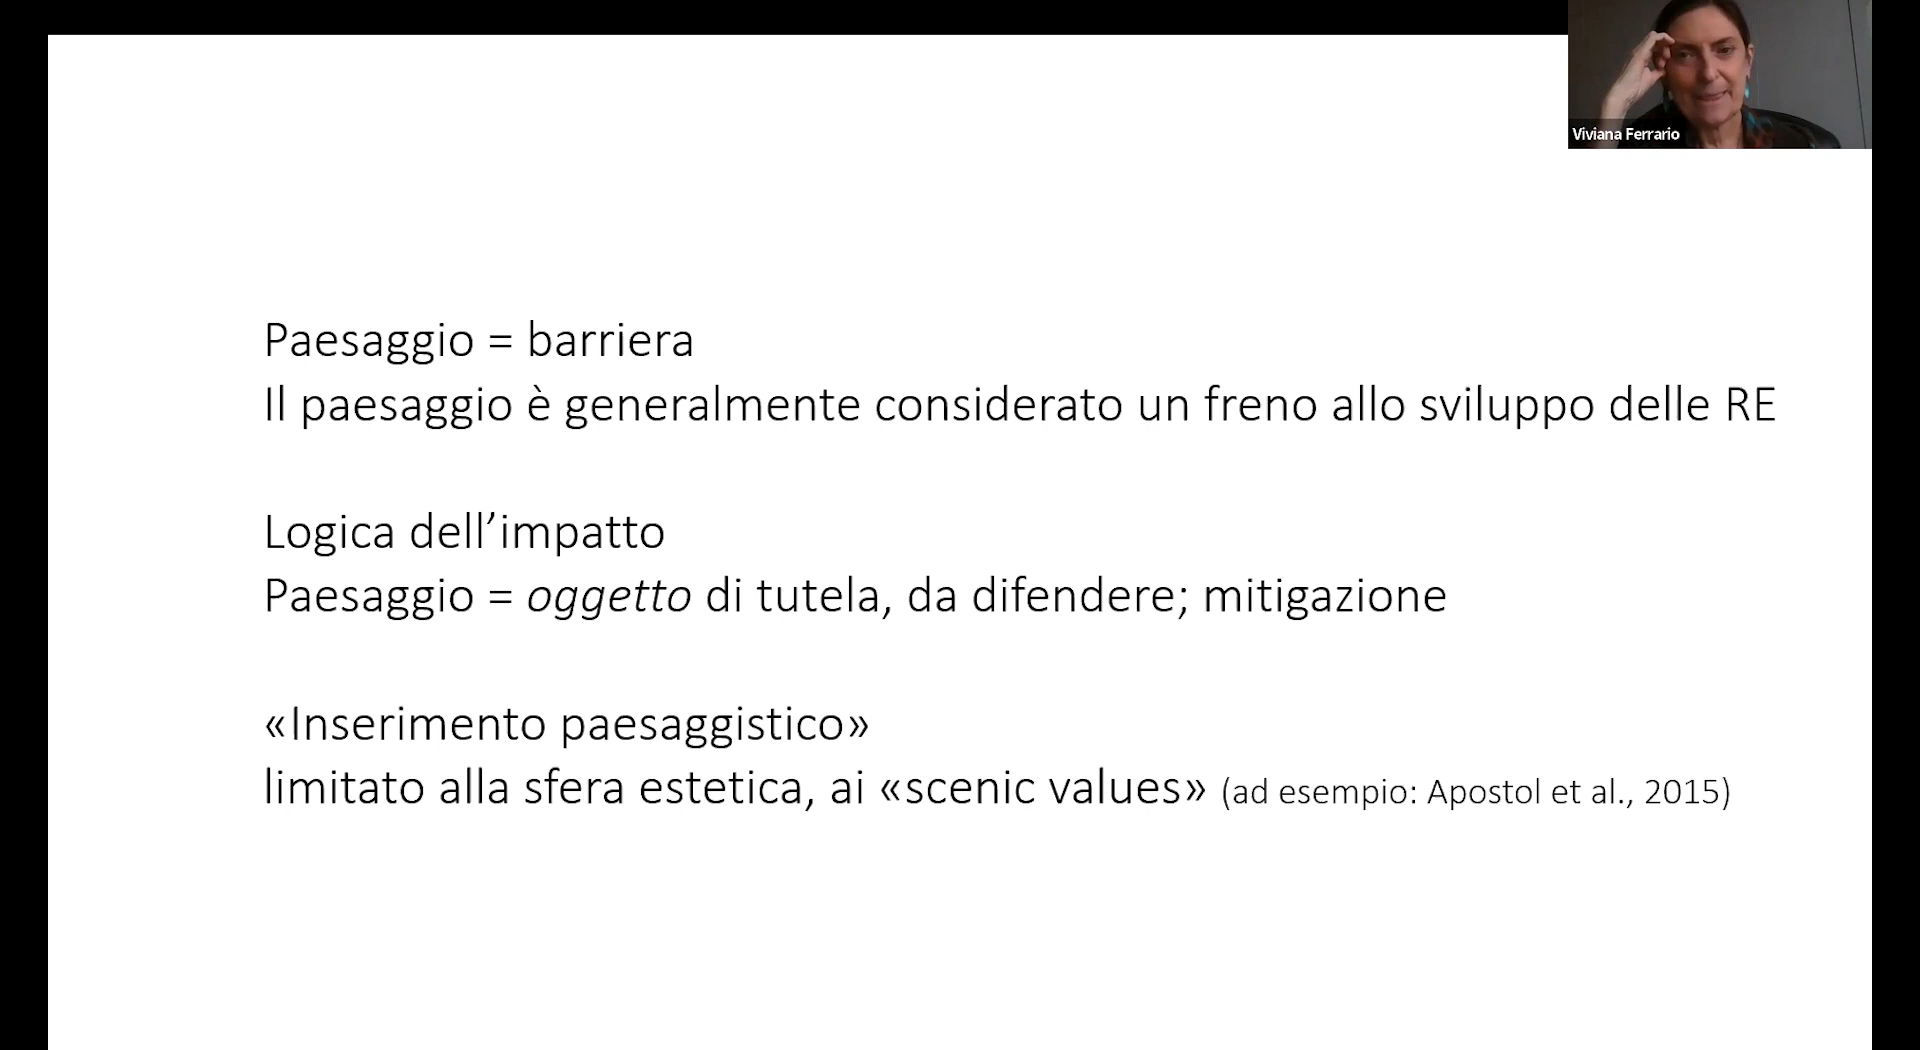 Viviana Ferrario
Paesaggio = barriera
Il paesaggio è generalmente considerato un freno allo sviluppo delle RE
Logica dell’impatto
Paesaggio = oggetto di tutela, da difendere; mitigazione
«Inserimento paesaggistico»
limitato alla sfera estetica, ai «scenic values» (ad esempio: Apostol et al., 2015)